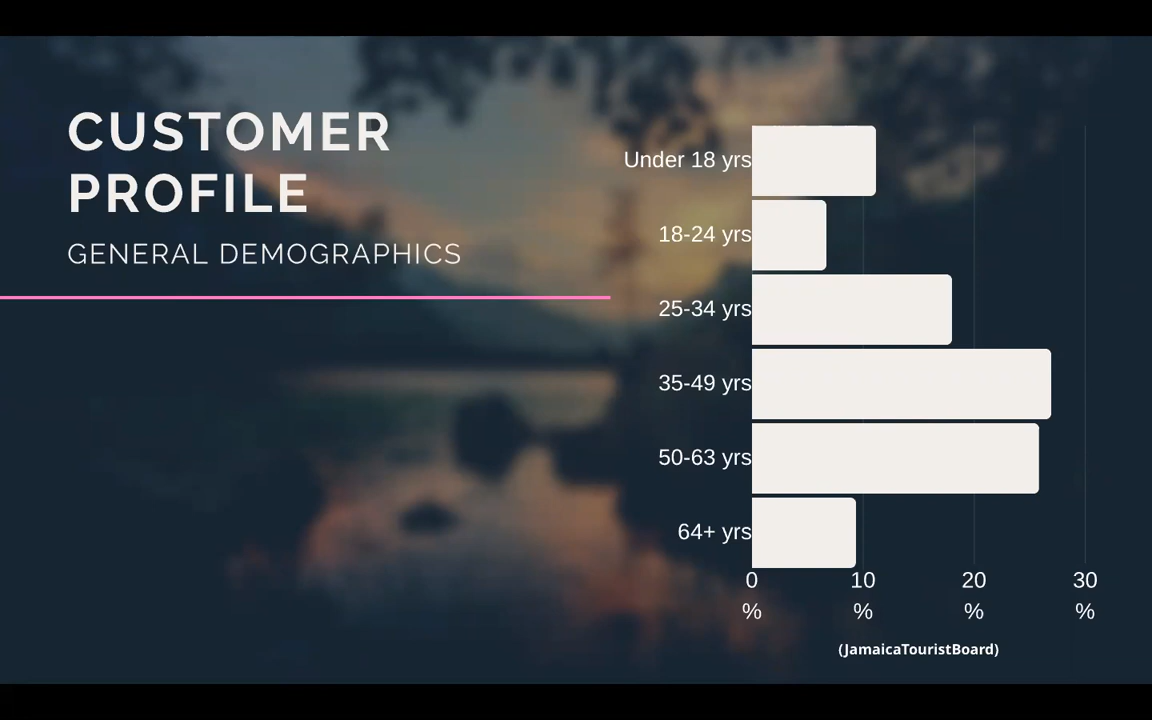 CUSTOMER
PROFILE
GENERAL DEMOGRAPHICS
Under 18 yrs
18-24 yrs
25-34 yrs
35-49 yrs
50-63 yrs
64+ yrs
0 10 20 30
% % % %
(JamaicaTouristBoard)